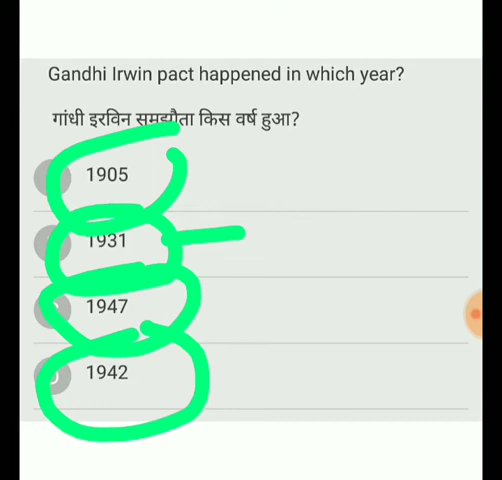 Gandhi Irwin pact happened in which year?
गांधी इरविन समझौता किस वर्ष हुआ?
1905
1931
1947
1942